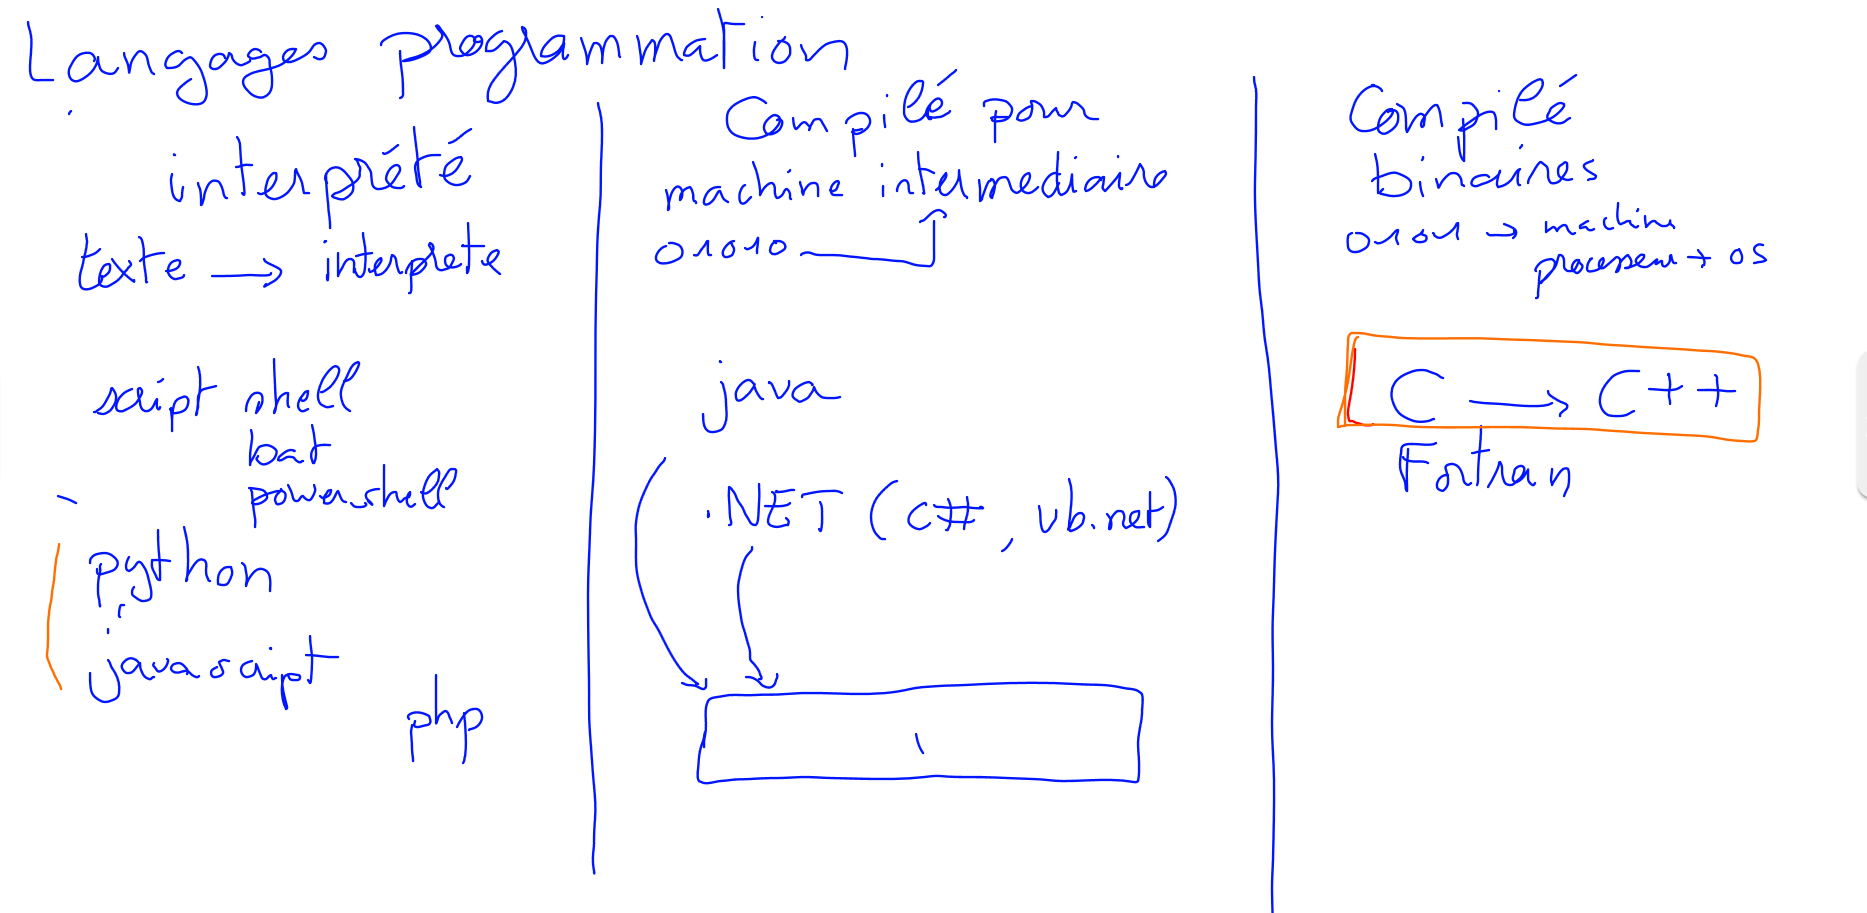 Langages programmation
interprété
texte → interprete
script shell
bat
powershell
python
javascript
php
Compilé pour
machine intermediaire
01010
java
.NET (C#, vb.net)
Compilé
binaires
0101 → machine
processeur + OS
C → C++
Fortran